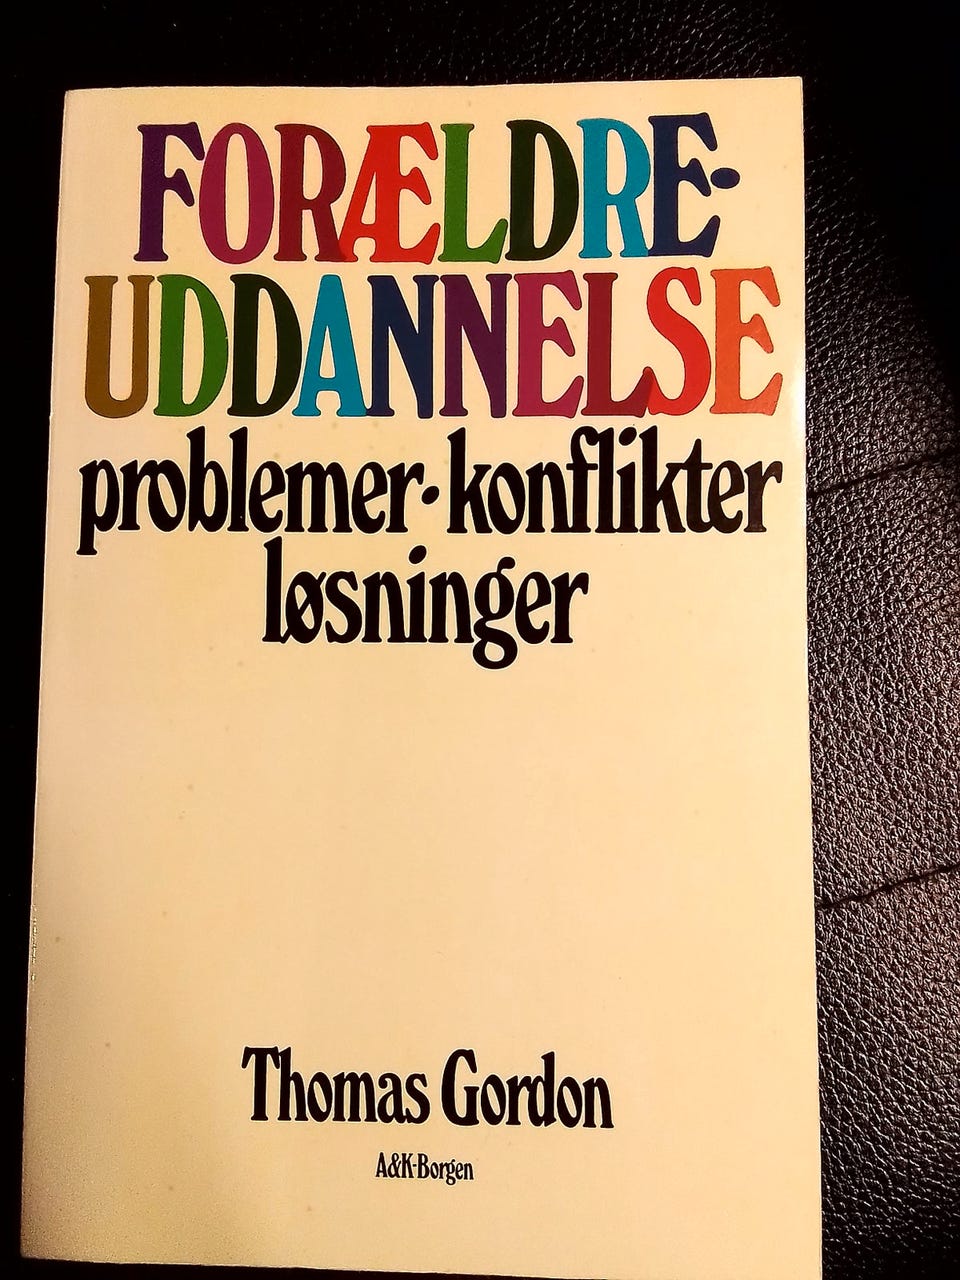 FORÆLDRE-
UDDANNELSE
problemer·konflikter
løsninger
Thomas Gordon
A&K-Borgen